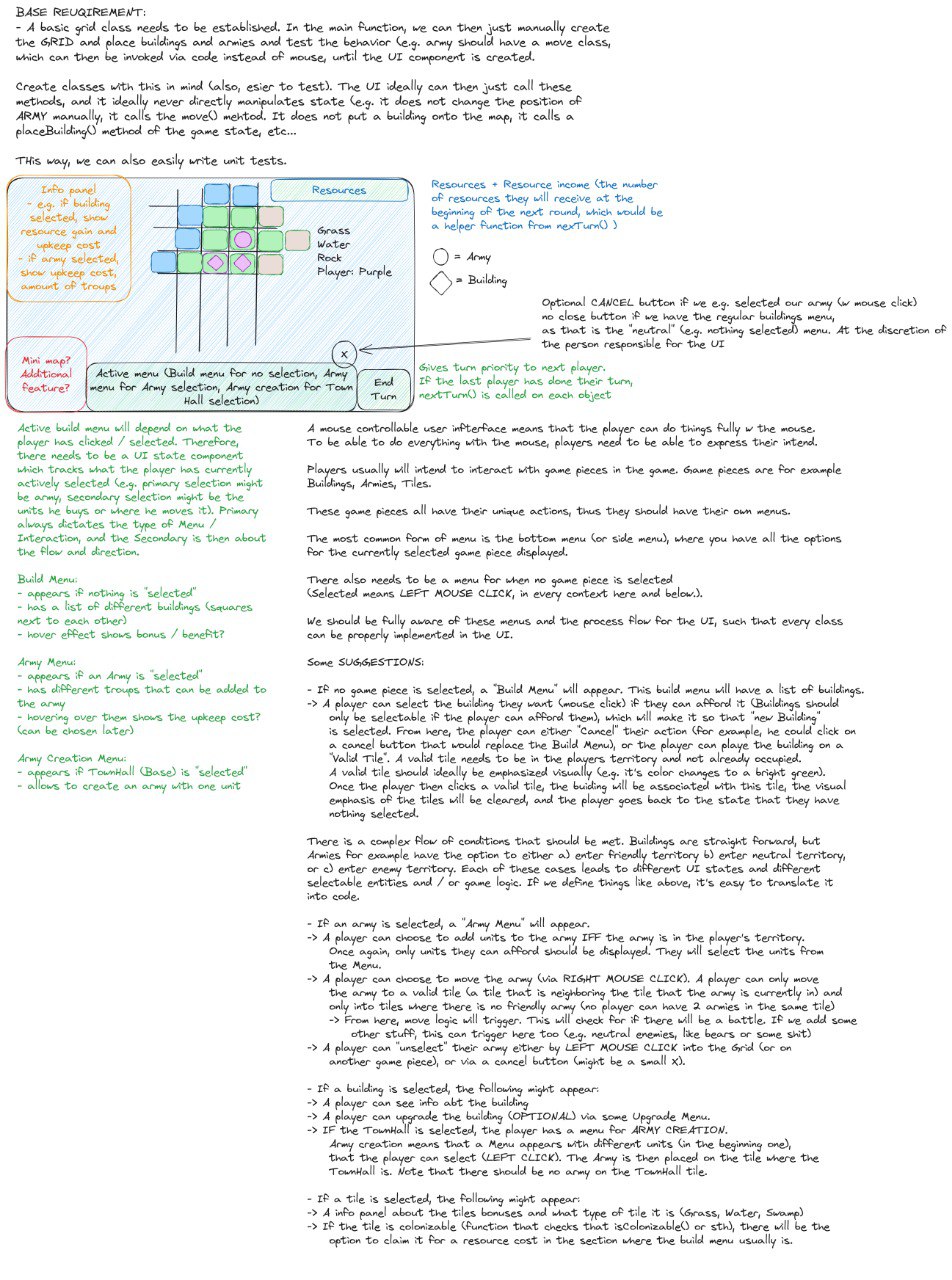 BASE REUQIREMENT:
- A basic grid class needs to be established. In the main function, we can then just manually create
the GRID and place buildings and armies and test the behavior (e.g. army should have a move class,
which can then be invoked via code instead of mouse, until the UI component is created.
Create classes with this in mind (also, esier to test). The UI ideally can then just call these
methods, and it ideally never directly manipulates state (e.g. it does not change the position of
ARMY manually, it calls the move() mehtod. It does not put a building onto the map, it calls a
placeBuilding() method of the game state, etc...
THis way, we can also easily write unit tests.
Info panel
- e.g. if building
selected, show
resource gain and
upkeep cost
- if army selected,
show upkeep cost,
amount of troups
Resources
Grass
Water
Rock
Player: Purple
Resources + Resource income (the number
of resources they will receive at the
beginning of the next round, which would be
a helper function from nexTurn() )
= Army
= Building
Optional CANCEL button if we e.g. selected our army (w mouse click)
no close button if we have the regular buildings menu,
as that is the "neutral" (e.g. nothing selected) menu. At the discretion of
the person responsible for the UI
X
Mini map?
Additional
feature?
Active menu (Build menu for no selection, Army
menu for Army selection, Army creation for Town
Hall selection)
End
Turn
Gives turn priority to next player.
If the last player has done their turn,
nextTurn() is called on each object
Active build menu will depend on what the
player has clicked / selected. Therefore,
there needs to be a UI state component
which tracks what the player has currently
actively selected (e.g. primary selection might
be army, secondary selection might be the
units he buys or where he moves it). Primary
always dictates the type of Menu /
Interaction, and the Secondary is then about
the flow and direction.
Build Menu:
- appears if nothing is "selected"
- has a list of different buildings (squares
next to each other)
- hover effect shows bonus / benefit?
Army Menu:
- appears if an Army is "selected"
- has different troups that can be added to
the army
- hovering over them shows the upkeep cost?
(can be chosen later)
Army Creation Menu:
- appears if TownHall (Base) is "selected"
- allows to create an army with one unit
A mouse controllable user infterface means that the player can do things fully w the mouse.
To be able to do everything with the mouse, players need to be able to express their intend.
Players usually will intend to interact with game pieces in the game. Game pieces are for example
Buildings, Armies, Tiles.
These game pieces all have their unique actions, thus they should have their own menus.
The most common form of menu is the bottom menu (or side menu), where you have all the options
for the currently selected game piece displayed.
There also needs to be a menu for when no game piece is selected
(Selected means LEFT MOUSE CLICK, in every context here and below.).
We should be fully aware of these menus and the process flow for the UI, such that every class
can be properly implemented in the UI.
Some SUGGESTIONS:
- If no game piece is selected, a "Build Menu" will appear. This build menu will have a list of buildings.
-> A player can select the building they want (mouse click) if they can afford it (Buildings should
only be selectable if the player can afford them), which will make it so that "new Building"
is selected. From here, the player can either "Cancel" their action (for example, he could click on
a cancel button that would replace the Build Menu), or the player can playe the building on a
"Valid Tile". A valid tile needs to be in the players territory and not already occupied.
A valid tile should ideally be emphasized visually (e.g. it's color changes to a bright green).
Once the player then clicks a valid tile, the buiding will be associated with this tile, the visual
emphasis of the tiles will be cleared, and the player goes back to the state that they have
nothing selected.
There is a complex flow of conditions that should be met. Buildings are straight forward, but
Armies for example have the option to either a) enter friendly territory b) enter neutral territory,
or c) enter enemy territory. Each of these cases leads to different UI states and different
selectable entities and / or game logic. If we define things like above, it's easy to translate it
into code.
- If an army is selected, a "Army Menu" will appear.
-> A player can choose to add units to the army IFF the army is in the player's territory.
Once again, only units they can afford should be displayed. They will select the units from
the Menu.
-> A player can choose to move the army (via RIGHT MOUSE CLICK). A player can only move
the army to a valid tile (a tile that is neighboring the tile that the army is currently in) and
only into tiles where there is no friendly army (no player can have 2 armies in the same tile)
-> From here, move logic will trigger. This will check for if there will be a battle. If we add some
other stuff, this can trigger here too (e.g. neutral enemies, like bears or some shit)
-> A player can "unselect" their army either by LEFT MOUSE CLICK into the Grid (or on
another game piece), or via a cancel button (might be a small X).
- If a building is selected, the following might appear:
-> A player can see info abt the building
-> A player can upgrade the building (OPTIONAL) via some Upgrade Menu.
-> IF the TownHall is selected, the player has a menu for ARMY CREATION.
Army creation means that a Menu appears with different units (in the beginning one),
that the player can select (LEFT CLICK). The Army is then placed on the tile where the
TownHall is. Note that there should be no army on the TownHall tile.
- If a tile is selected, the following might appear:
-> A info panel about the tiles bonuses and what type of tile it is (Grass, Water, Swamp)
-> If the tile is colonizable (function that checks that isColonizable() or sth), there will be the
option to claim it for a resource cost in the section where the build menu usually is.